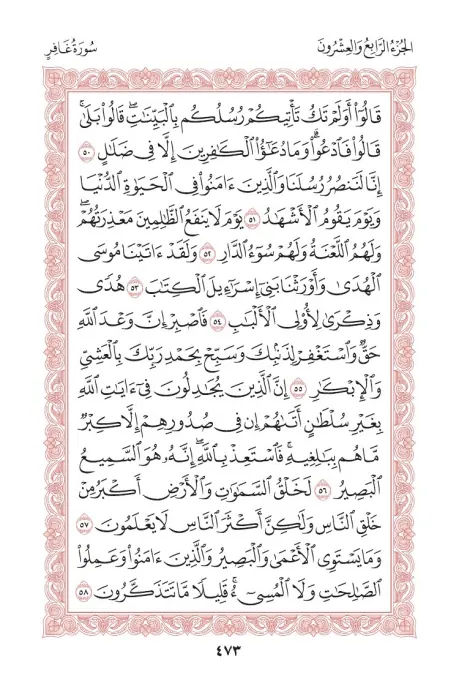 الجزء الرابع والعشرون
سورة غافر
قَالُوٓا۟ أَوَلَمْ تَكُ تَأْتِيكُمْ رُسُلُكُم بِٱلْبَيِّنَٰتِ ۖ قَالُوا۟ بَلَىٰ ۚ
قَالُوا۟ فَٱدْعُوا۟ ۗ وَمَا دُعَٰٓؤُا۟ ٱلْكَٰفِرِينَ إِلَّا فِى ضَلَٰلٍ ٥٠
إِنَّا لَنَنصُرُ رُسُلَنَا وَٱلَّذِينَ ءَامَنُوا۟ فِى ٱلْحَيَوٰةِ ٱلدُّنْيَا
وَيَوْمَ يَقُومُ ٱلْأَشْهَٰدُ ٥١ يَوْمَ لَا يَنفَعُ ٱلظَّٰلِمِينَ مَعْذِرَتُهُمْ ۖ
وَلَهُمُ ٱللَّعْنَةُ وَلَهُمْ سُوٓءُ ٱلدَّارِ ٥٢ وَلَقَدْ ءَاتَيْنَا مُوسَى
ٱلْهُدَىٰ وَأَوْرَثْنَا بَنِىٓ إِسْرَٰٓءِيلَ ٱلْكِتَٰبَ ٥٣ هُدًى
وَذِكْرَىٰ لِأُو۟لِى ٱلْأَلْبَٰبِ ٥٤ فَٱصْبِرْ إِنَّ وَعْدَ ٱللَّهِ
حَقٌّ وَٱسْتَغْفِرْ لِذَنۢبِكَ وَسَبِّحْ بِحَمْدِ رَبِّكَ بِٱلْعَشِىِّ
وَٱلْإِبْكَٰرِ ٥٥ إِنَّ ٱلَّذِينَ يُجَٰدِلُونَ فِىٓ ءَايَٰتِ ٱللَّهِ
بِغَيْرِ سُلْطَٰنٍ أَتَىٰهُمْ ۙ إِن فِى صُدُورِهِمْ إِلَّا كِبْرٌ
مَّا هُم بِبَٰلِغِيهِ ۚ فَٱسْتَعِذْ بِٱللَّهِ ۖ إِنَّهُۥ هُوَ ٱلسَّمِيعُ
ٱلْبَصِيرُ ٥٦ لَخَلْقُ ٱلسَّمَٰوَٰتِ وَٱلْأَرْضِ أَكْبَرُ مِنْ
خَلْقِ ٱلنَّاسِ وَلَٰكِنَّ أَكْثَرَ ٱلنَّاسِ لَا يَعْلَمُونَ ٥٧
وَمَا يَسْتَوِى ٱلْأَعْمَىٰ وَٱلْبَصِيرُ وَٱلَّذِينَ ءَامَنُوا۟ وَعَمِلُوا۟
ٱلصَّٰلِحَٰتِ وَلَا ٱلْمُسِىٓءُ ۚ قَلِيلًا مَّا تَتَذَكَّرُونَ ٥٨
٤٧٣